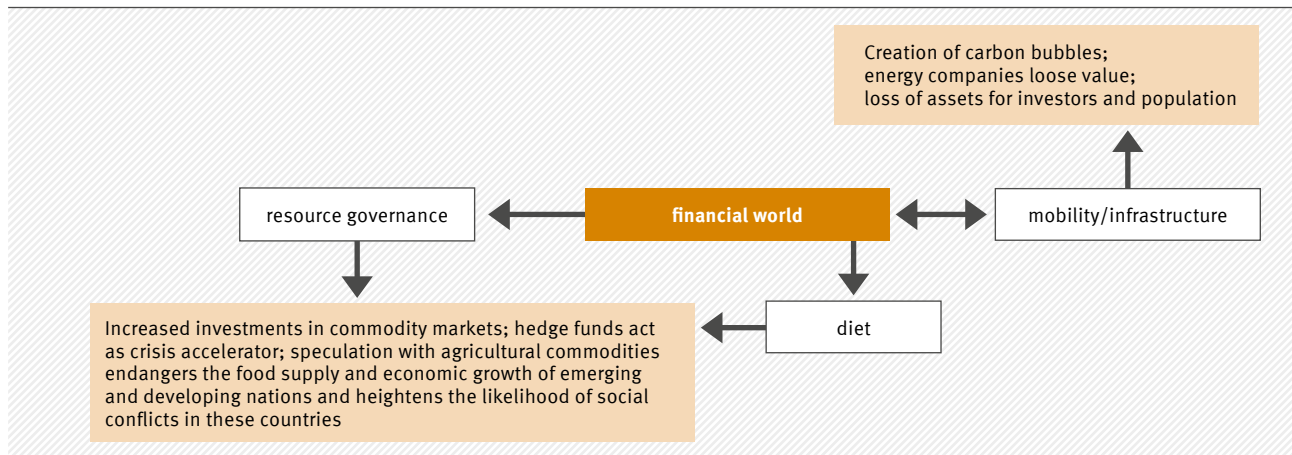 Creation of carbon bubbles;
energy companies loose value;
loss of assets for investors and population
resource governance
financial world
mobility/infrastructure
diet
Increased investments in commodity markets; hedge funds act
as crisis accelerator; speculation with agricultural commodities
endangers the food supply and economic growth of emerging
and developing nations and heightens the likelihood of social
conflicts in these countries